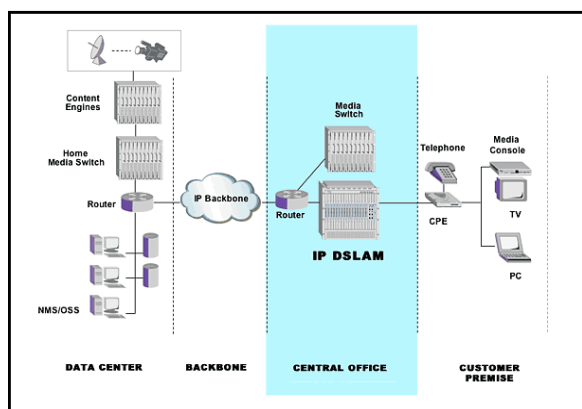 Content
Engines
Home
Media Switch
Router
NMS/OSS
IP Backbone
Media
Switch
Router
IP DSLAM
Telephone
Media
Console
CPE
TV
PC
DATA CENTER
BACKBONE
CENTRAL OFFICE
CUSTOMER
PREMISE